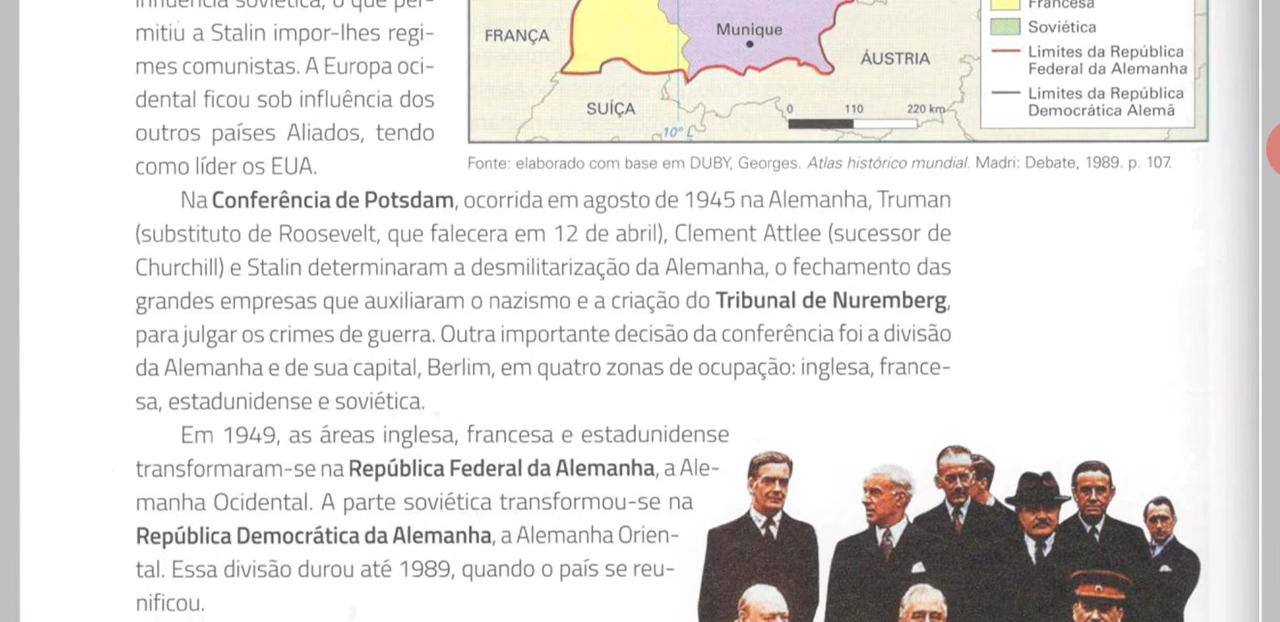 influência soviética, o que per-
mitiu a Stalin impor-lhes regi-
mes comunistas. A Europa oci-
dental ficou sob influência dos
outros países Aliados, tendo
como líder os EUA.
FRANÇA
Munique
ÁUSTRIA
SUÍÇA
10° L
0 110 220 km
Francesa
Soviética
Limites da República
Federal da Alemanha
Limites da República
Democrática Alemã
Fonte: elaborado com base em DUBY, Georges. Atlas histórico mundial. Madri: Debate, 1989. p. 107.
Na Conferência de Potsdam, ocorrida em agosto de 1945 na Alemanha, Truman
(substituto de Roosevelt, que falecera em 12 de abril), Clement Attlee (sucessor de
Churchill) e Stalin determinaram a desmilitarização da Alemanha, o fechamento das
grandes empresas que auxiliaram o nazismo e a criação do Tribunal de Nuremberg,
para julgar os crimes de guerra. Outra importante decisão da conferência foi a divisão
da Alemanha e de sua capital, Berlim, em quatro zonas de ocupação: inglesa, france-
sa, estadunidense e soviética.
Em 1949, as áreas inglesa, francesa e estadunidense
transformaram-se na República Federal da Alemanha, a Ale-
manha Ocidental. A parte soviética transformou-se na
República Democrática da Alemanha, a Alemanha Orien-
tal. Essa divisão durou até 1989, quando o país se reu-
nificou.